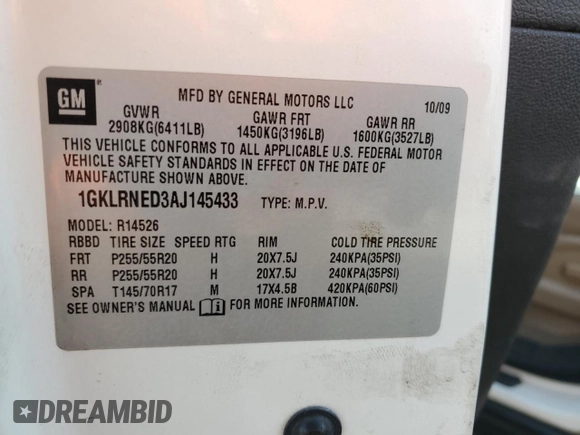 GM
MFD BY GENERAL MOTORS LLC 10/09
GVWR GAWR FRT GAWR RR
2908KG(6411LB) 1450KG(3196LB) 1600KG(3527LB)
THIS VEHICLE CONFORMS TO ALL APPLICABLE U.S. FEDERAL MOTOR
VEHICLE SAFETY STANDARDS IN EFFECT ON THE DATE OF
MANUFACTURE SHOWN ABOVE.
1GKLRNED3AJ145433 TYPE: M.P.V.
MODEL: R14526
RBBD TIRE SIZE SPEED RTG RIM COLD TIRE PRESSURE
FRT P255/55R20 H 20X7.5J 240KPA(35PSI)
RR P255/55R20 H 20X7.5J 240KPA(35PSI)
SPA T145/70R17 M 17X4.5B 420KPA(60PSI)
SEE OWNER'S MANUAL FOR MORE INFORMATION.
DREAMBID